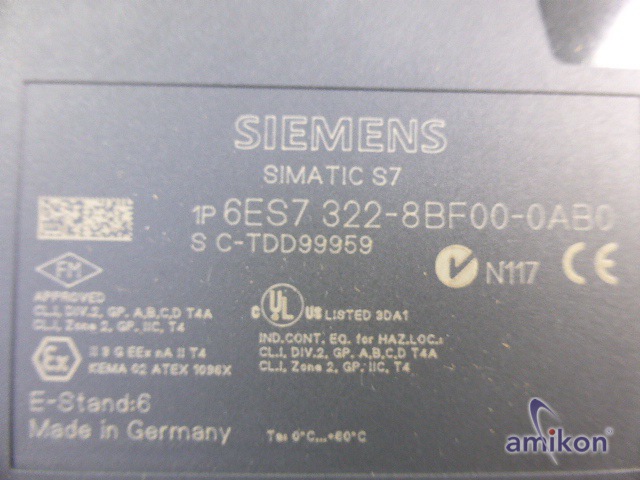 SIEMENS
SIMATIC S7
1P 6ES7 322-8BF00-0AB0
S C-TDD99959
N117 CE
FM
APPROVED
CL.I, DIV.2, GP. A,B,C,D T4A
CL.I, Zone 2, GP. IIC, T4
C UL US LISTED 3DA1
IND.CONT. EQ. for HAZ.LOC.:
CL.I, DIV.2, GP. A,B,C,D T4A
CL.I, Zone 2, GP. IIC, T4
Ex II 3 G EEx nA II T4
KEMA 02 ATEX 1096X
E-Stand:6
Made in Germany
Ta: 0°C...+60°C
amikon